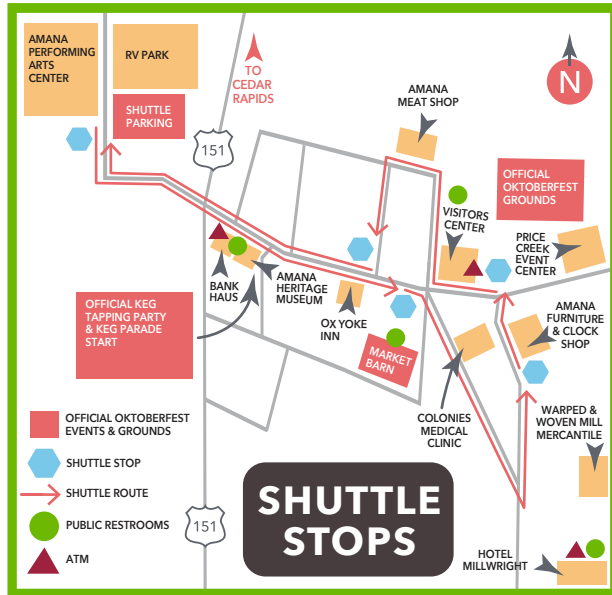 AMANA
PERFORMING
ARTS
CENTER
RV PARK
SHUTTLE
PARKING
TO
CEDAR
RAPIDS
151
AMANA
MEAT SHOP
N
OFFICIAL
OKTOBERFEST
GROUNDS
VISITORS
CENTER
PRICE
CREEK
EVENT
CENTER
BANK
HAUS
AMANA
HERITAGE
MUSEUM
OX YOKE
INN
OFFICIAL KEG
TAPPING PARTY
& KEG PARADE
START
MARKET
BARN
AMANA
FURNITURE
& CLOCK
SHOP
COLONIES
MEDICAL
CLINIC
WARPED &
WOVEN MILL
MERCANTILE
OFFICIAL OKTOBERFEST
EVENTS & GROUNDS
SHUTTLE STOP
SHUTTLE ROUTE
PUBLIC RESTROOMS
ATM
151
SHUTTLE
STOPS
HOTEL
MILLWRIGHT